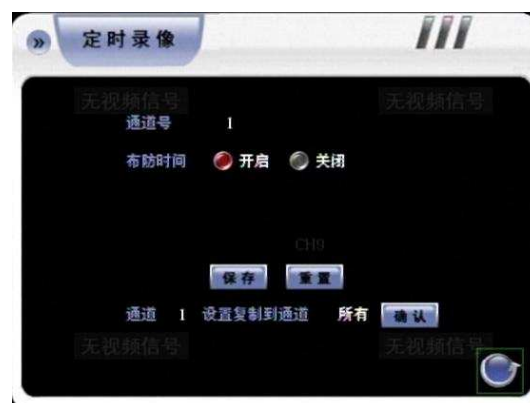 定时录像
无视频信号 无视频信号
通道号 1
布防时间 开启 关闭
CH9
保存 重置
通道 1 设置复制到通道 所有 确认
无视频信号 无视频信号